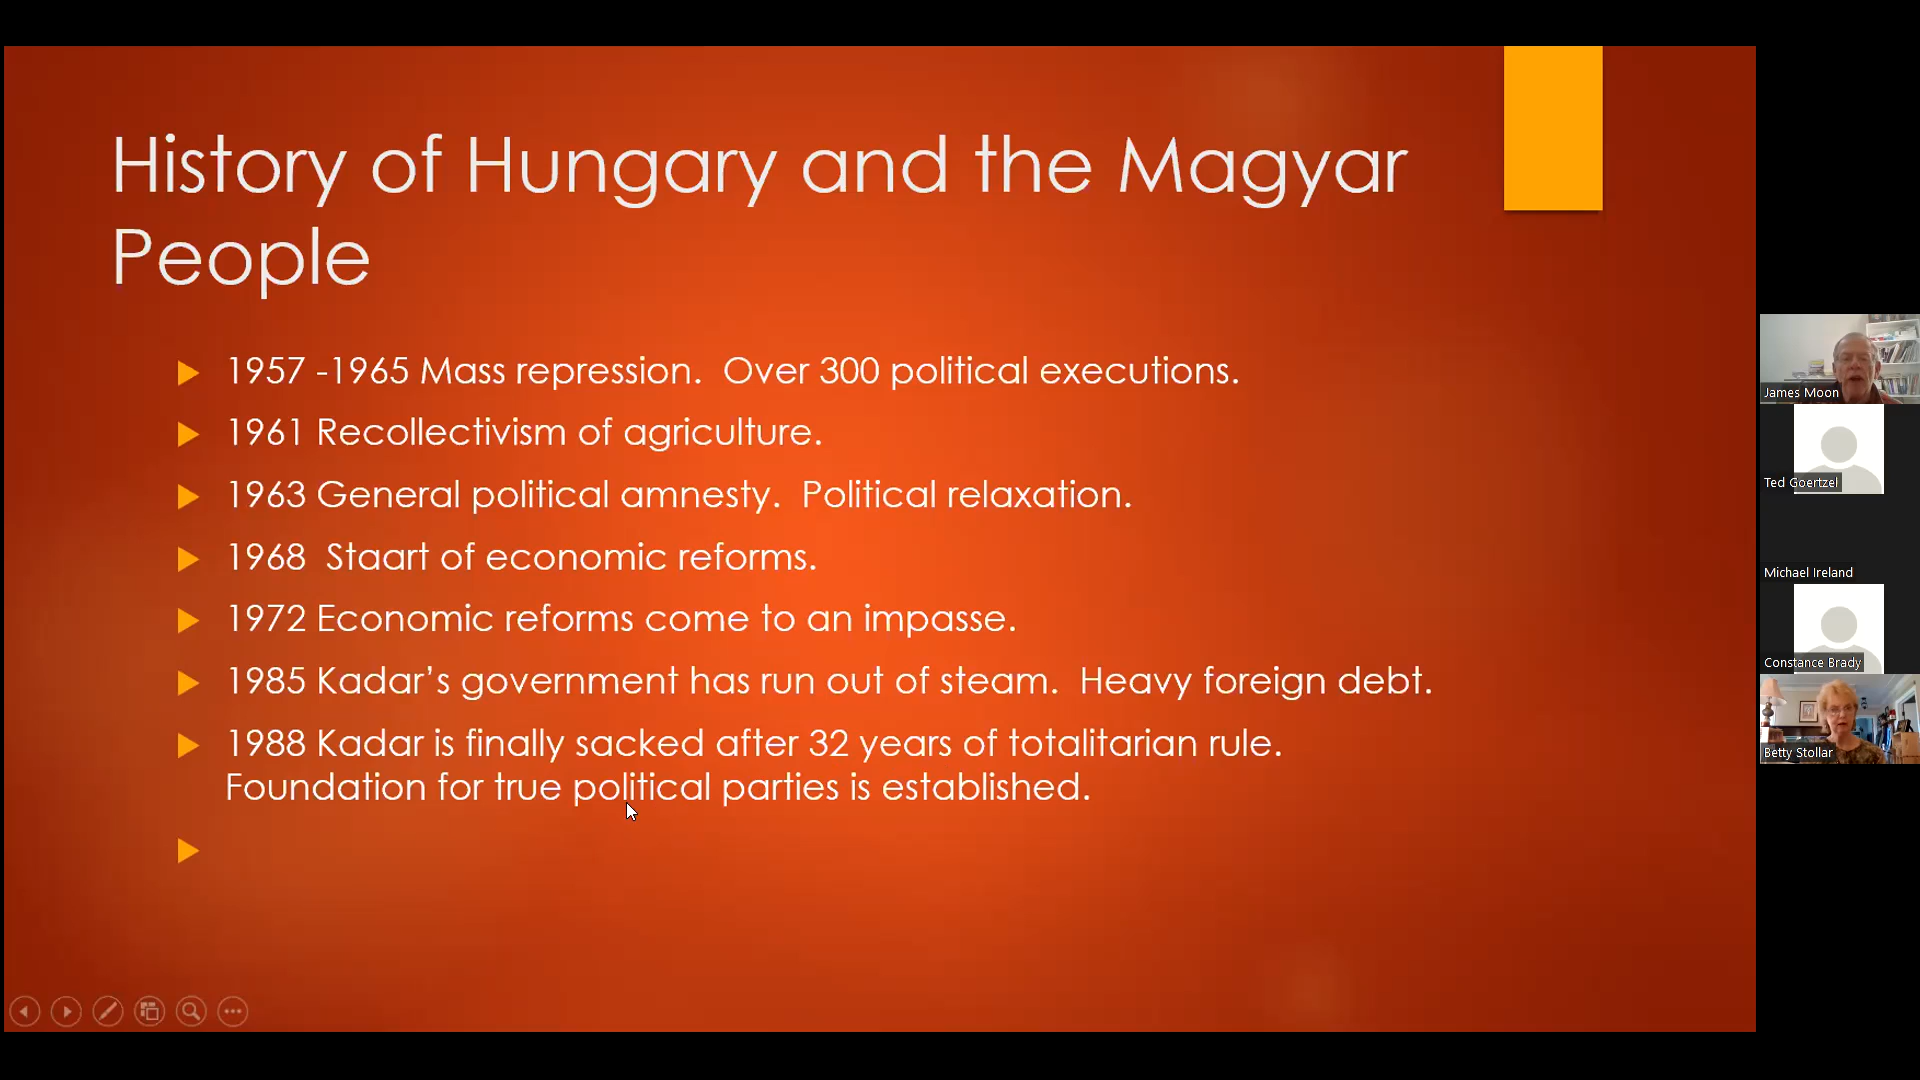 History of Hungary and the Magyar
People
1957 -1965 Mass repression.  Over 300 political executions.
1961 Recollectivism of agriculture.
1963 General political amnesty.  Political relaxation.
1968  Staart of economic reforms.
1972 Economic reforms come to an impasse.
1985 Kadar’s government has run out of steam.  Heavy foreign debt.
1988 Kadar is finally sacked after 32 years of totalitarian rule.
Foundation for true political parties is established.
James Moon
Ted Goertzel
Michael Ireland
Constance Brady
Betty Stollar